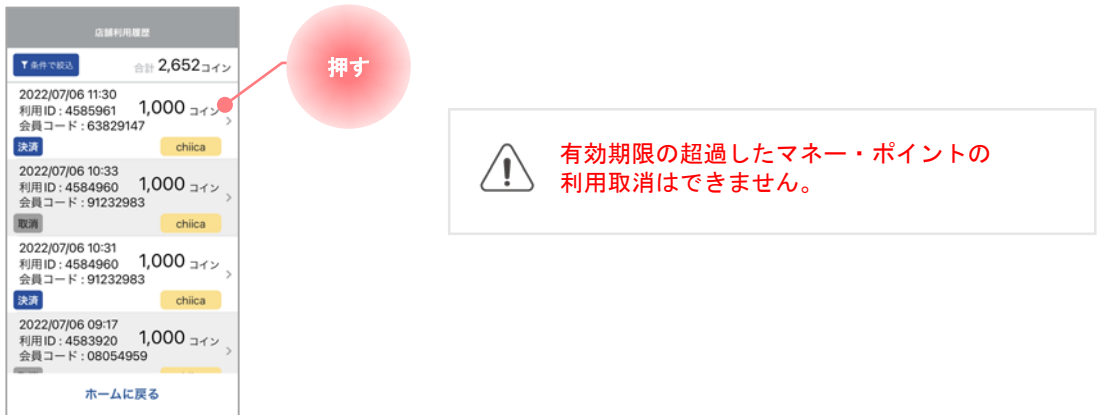 店舗利用履歴
条件で絞込
合計 2,652コイン
2022/07/06 11:30
利用ID : 4585961 1,000 コイン
会員コード : 63829147
決済 chiica
2022/07/06 10:33
利用ID : 4584960 1,000 コイン
会員コード : 91232983
取消 chiica
2022/07/06 10:31
利用ID : 4584960 1,000 コイン
会員コード : 91232983
決済 chiica
2022/07/06 09:17
利用ID : 4583920 1,000 コイン
会員コード : 08054959
ホームに戻る
押す
有効期限の超過したマネー・ポイントの
利用取消はできません。